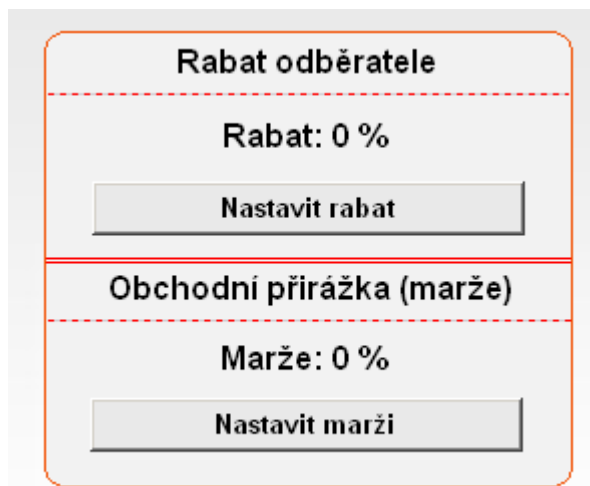 Rabat odběratele
Rabat: 0 %
Nastavit rabat
Obchodní přirážka (marže)
Marže: 0 %
Nastavit marži